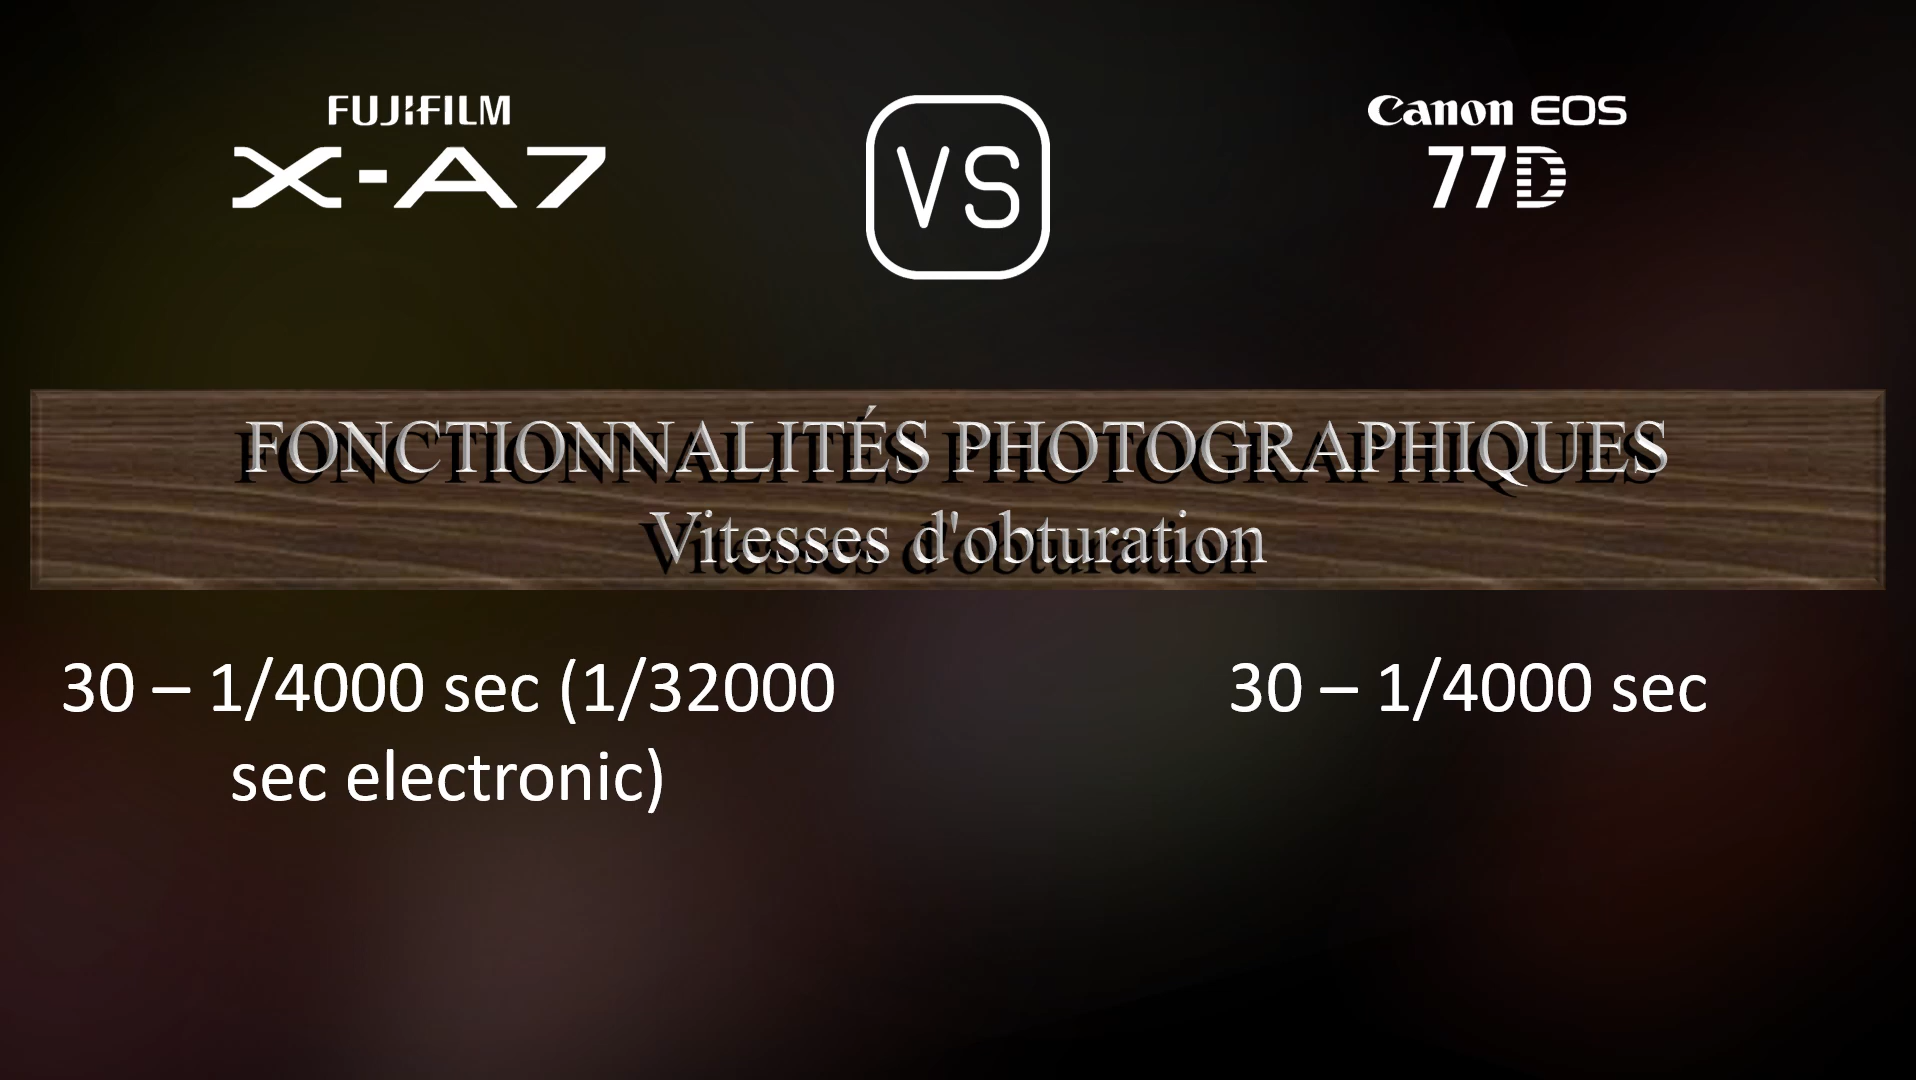 FUJIFILM
X-A7
VS
Canon EOS
77D
FONCTIONNALITÉS PHOTOGRAPHIQUES
Vitesses d'obturation
30 – 1/4000 sec (1/32000
sec electronic)
30 – 1/4000 sec